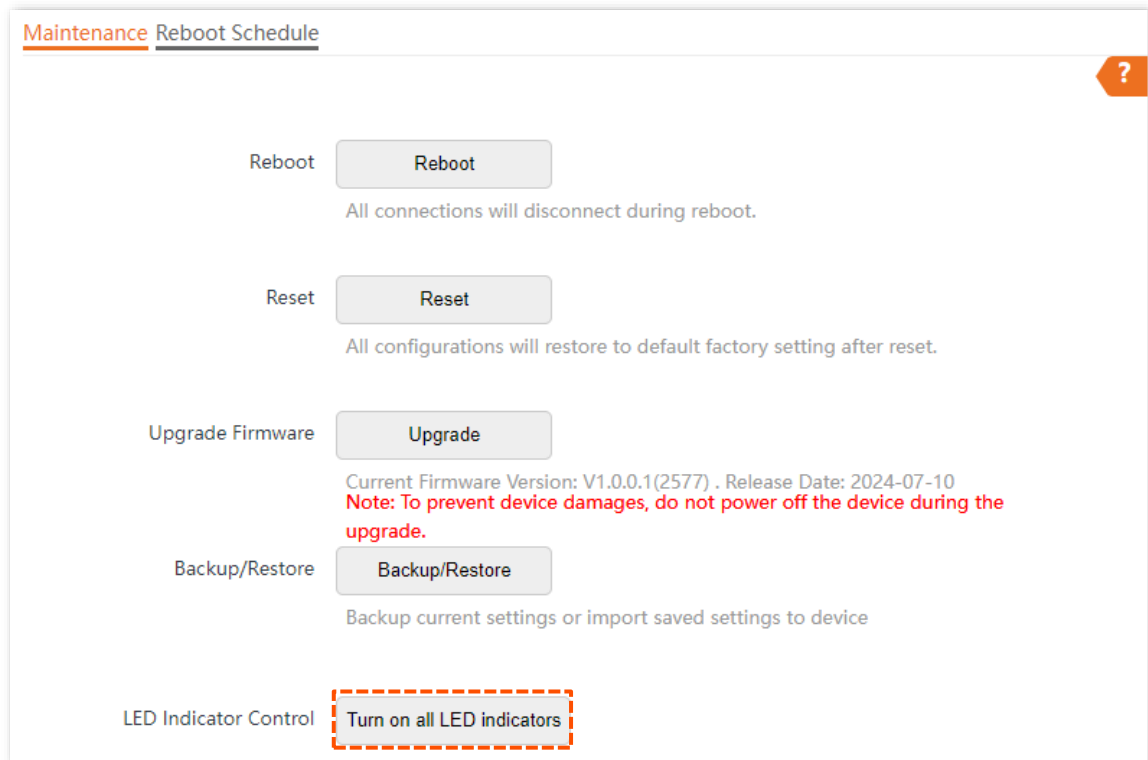 Maintenance Reboot Schedule
?
Reboot Reboot
All connections will disconnect during reboot.
Reset Reset
All configurations will restore to default factory setting after reset.
Upgrade Firmware Upgrade
Current Firmware Version: V1.0.0.1(2577) . Release Date: 2024-07-10
Note: To prevent device damages, do not power off the device during the
upgrade.
Backup/Restore Backup/Restore
Backup current settings or import saved settings to device
LED Indicator Control Turn on all LED indicators